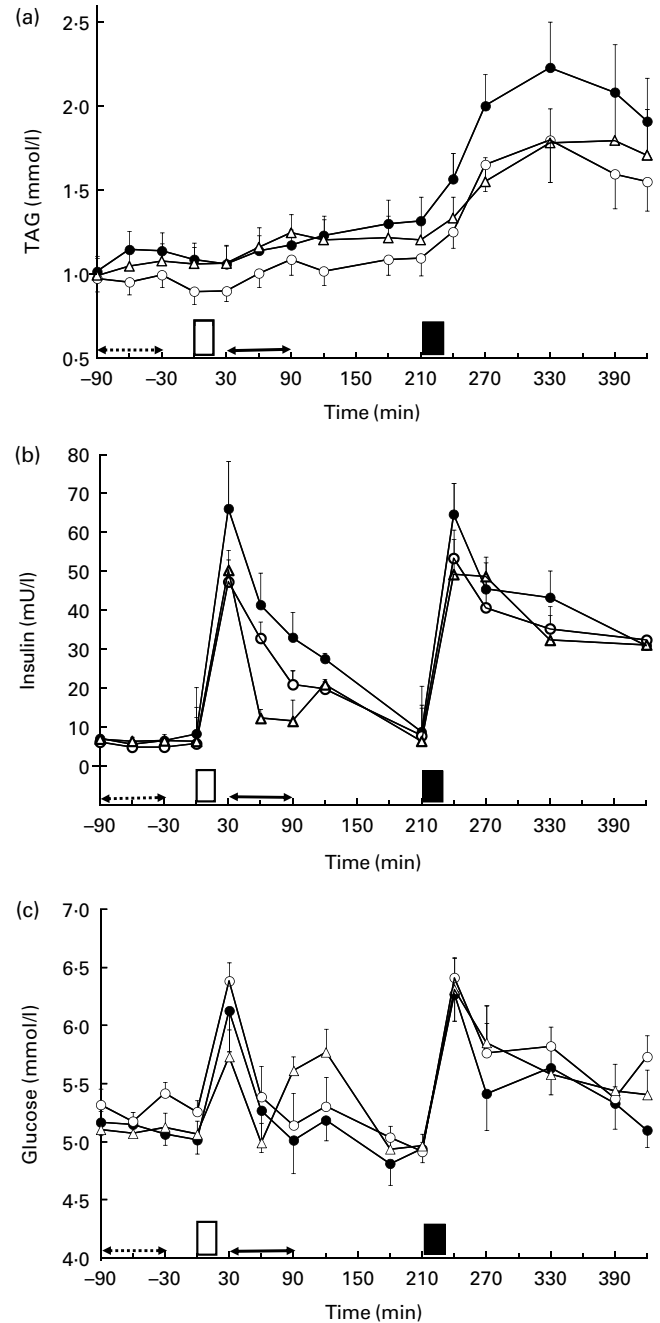 (a)
2·5
2·0
1·5
1·0
0·5
TAG (mmol/l)
–90 –30 30 90 150 210 270 330 390
Time (min)
(b)
80
70
60
50
40
30
20
10
0
Insulin (mU/l)
–90 –30 30 90 150 210 270 330 390
Time (min)
(c)
7·0
6·5
6·0
5·5
5·0
4·5
4·0
Glucose (mmol/l)
–90 –30 30 90 150 210 270 330 390
Time (min)